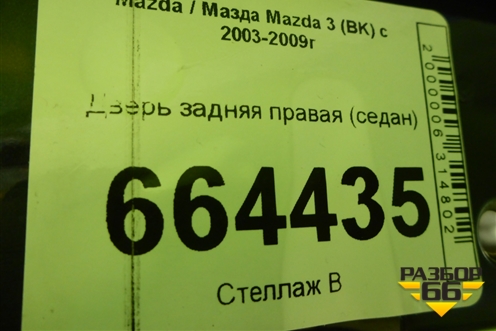 Mazda / Мазда Mazda 3 (BK) с
2003-2009г
Дверь задняя правая (седан)
664435
Стеллаж В
2000006314802
РАЗБОР
66